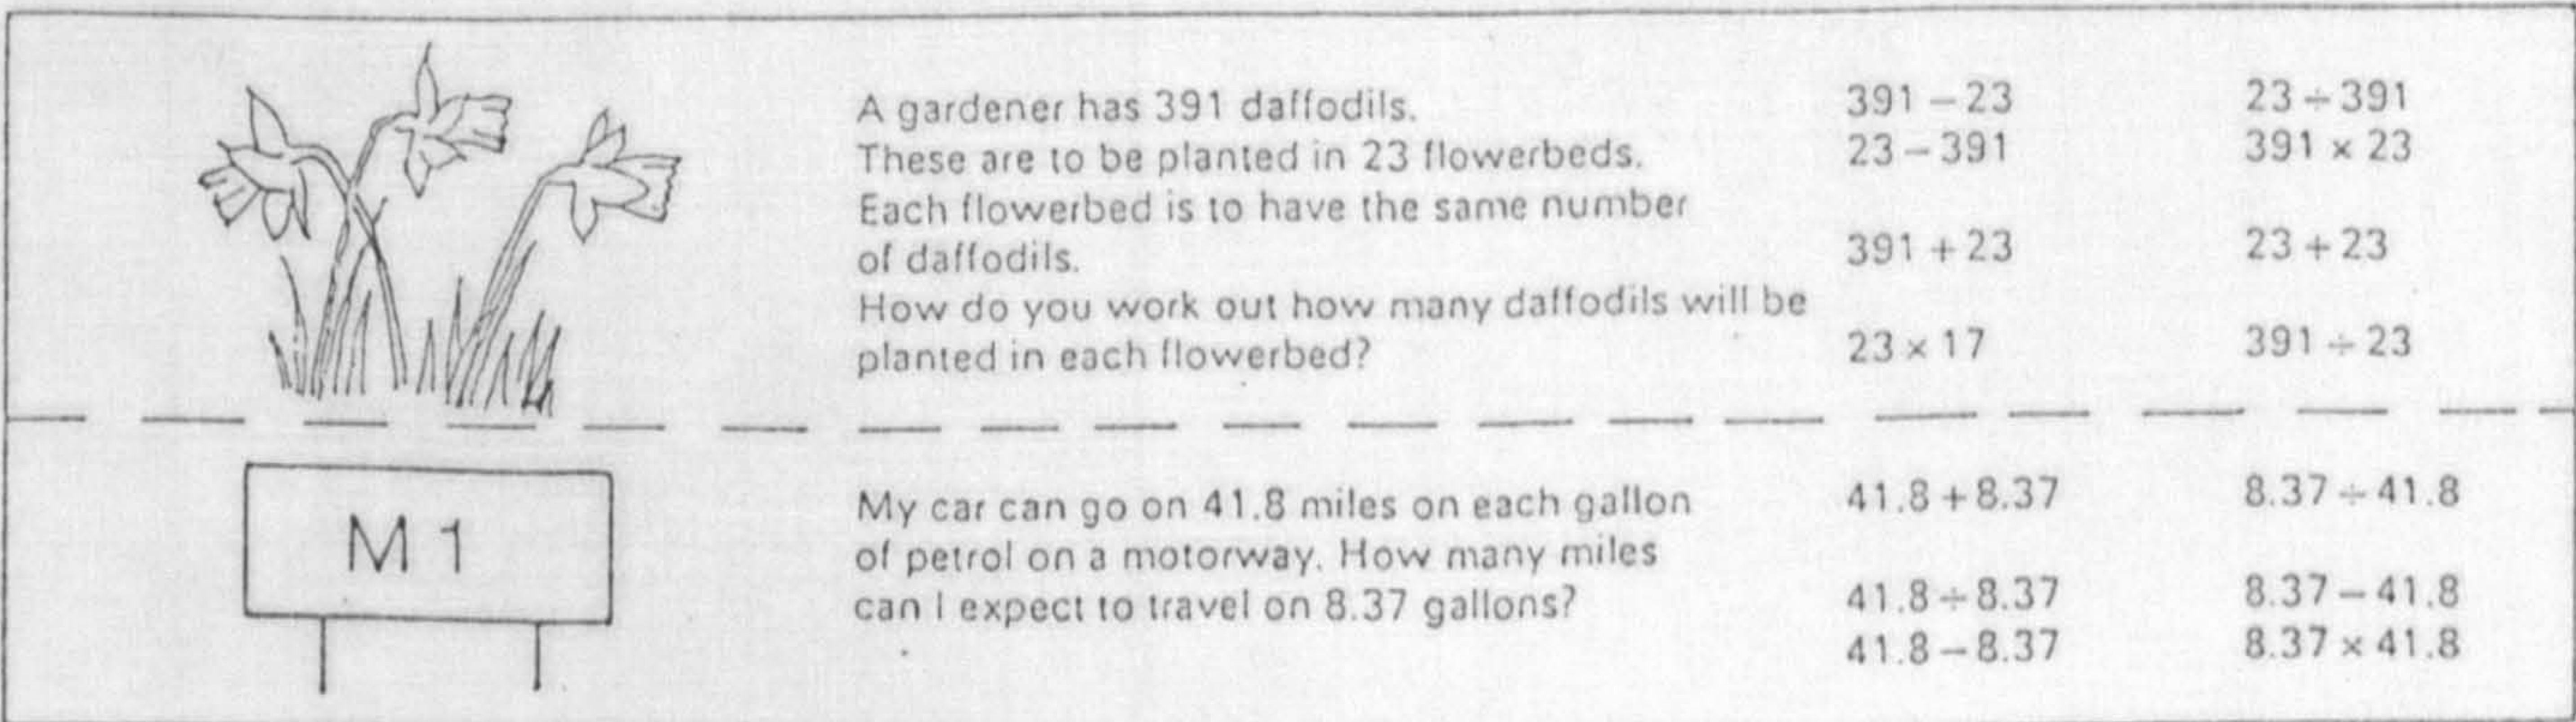 A gardener has 391 daffodils.
These are to be planted in 23 flowerbeds.
Each flowerbed is to have the same number
of daffodils.
How do you work out how many daffodils will be
planted in each flowerbed?
391 – 23    23 ÷ 391
23 – 391    391 × 23
391 + 23    23 + 23
23 × 17    391 ÷ 23
M 1
My car can go on 41.8 miles on each gallon
of petrol on a motorway. How many miles
can I expect to travel on 8.37 gallons?
41.8 + 8.37    8.37 ÷ 41.8
41.8 ÷ 8.37    8.37 – 41.8
41.8 – 8.37    8.37 × 41.8